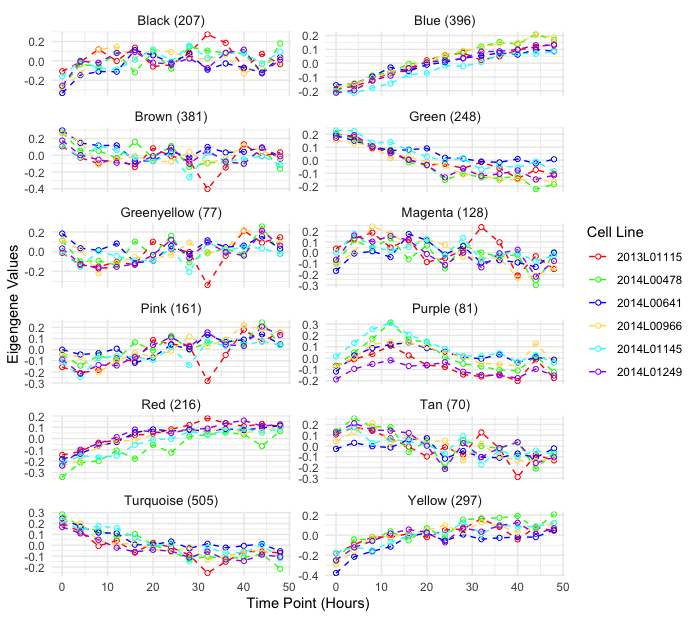 Black (207)
Blue (396)
0.2
0.0
-0.2
0.2
0.1
0.0
-0.1
-0.2
Brown (381)
Green (248)
0.2
0.0
-0.2
-0.4
0.2
0.1
0.0
-0.1
-0.2
Greenyellow (77)
Magenta (128)
0.2
0.0
-0.2
0.2
0.1
0.0
-0.1
-0.2
-0.3
Pink (161)
Purple (81)
0.2
0.1
0.0
-0.1
-0.2
-0.3
0.3
0.2
0.1
0.0
-0.1
-0.2
Red (216)
Tan (70)
0.2
0.1
0.0
-0.1
-0.2
-0.3
0.2
0.1
0.0
-0.1
-0.2
-0.3
Turquoise (505)
Yellow (297)
0.3
0.2
0.1
0.0
-0.1
-0.2
0.2
0.0
-0.2
-0.4
0 10 20 30 40 50
0 10 20 30 40 50
Time Point (Hours)
Eigengene Values
Cell Line
2013L01115
2014L00478
2014L00641
2014L00966
2014L01145
2014L01249